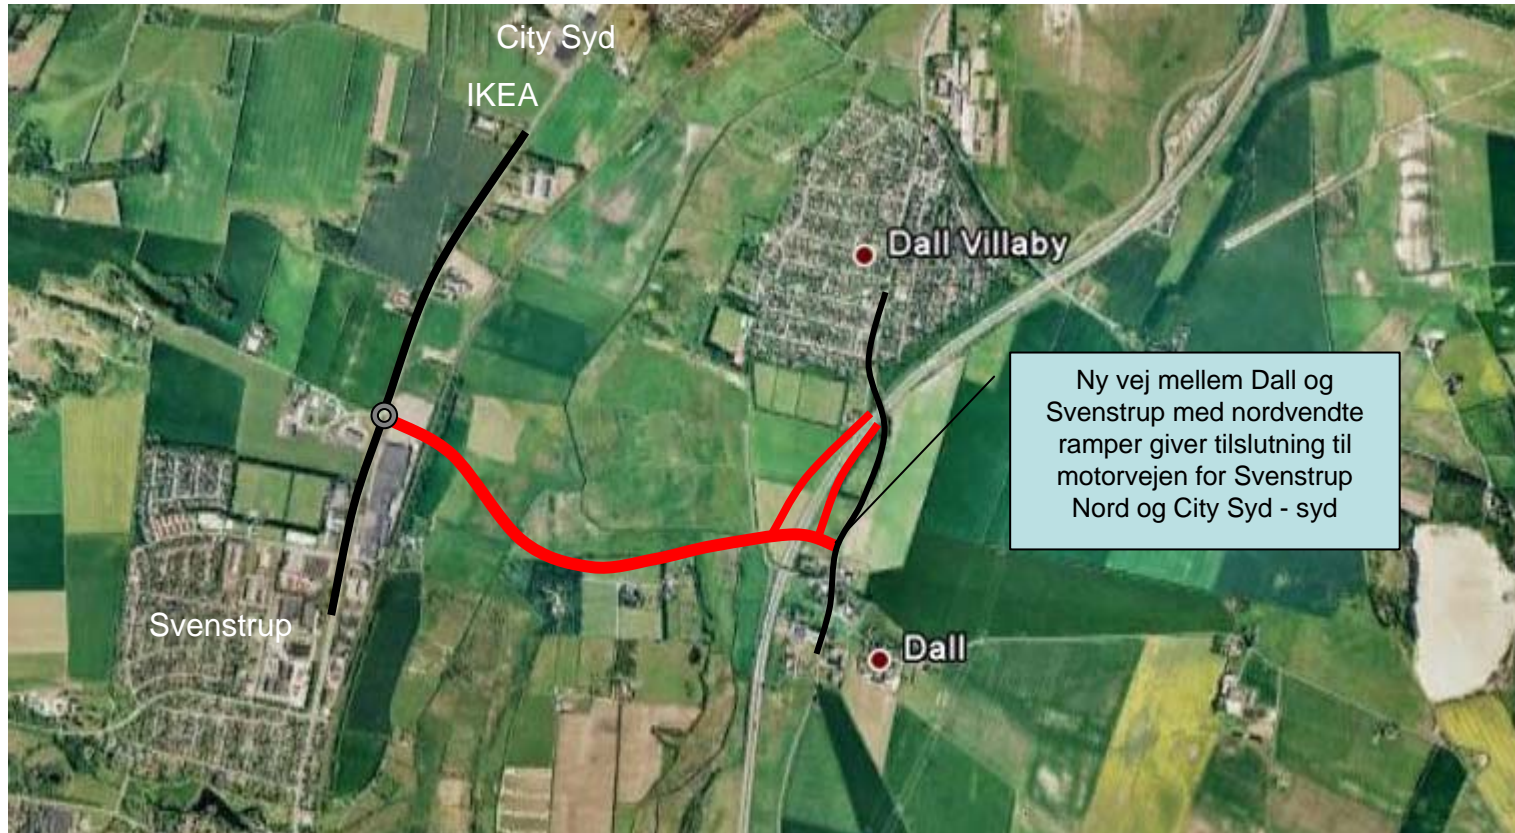 City Syd
IKEA
Dall Villaby
Ny vej mellem Dall og
Svenstrup med nordvendte
ramper giver tilslutning til
motorvejen for Svenstrup
Nord og City Syd - syd
Svenstrup
Dall